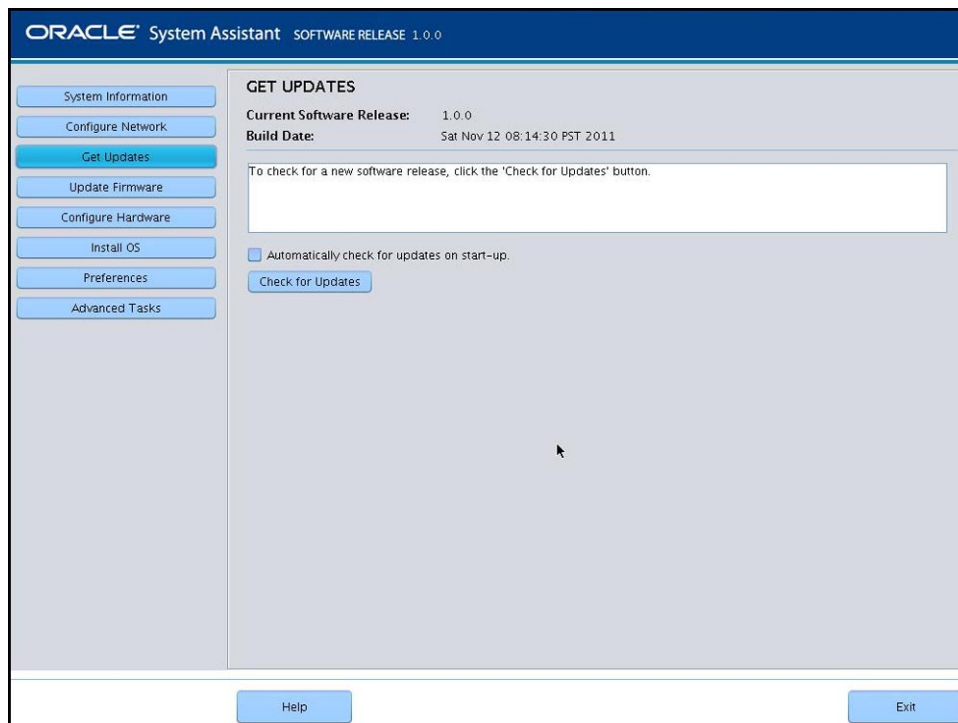 ORACLE System Assistant SOFTWARE RELEASE 1.0.0
System Information
Configure Network
Get Updates
Update Firmware
Configure Hardware
Install OS
Preferences
Advanced Tasks
GET UPDATES
Current Software Release: 1.0.0
Build Date: Sat Nov 12 08:14:30 PST 2011
To check for a new software release, click the 'Check for Updates' button.
Automatically check for updates on start-up.
Check for Updates
Help
Exit